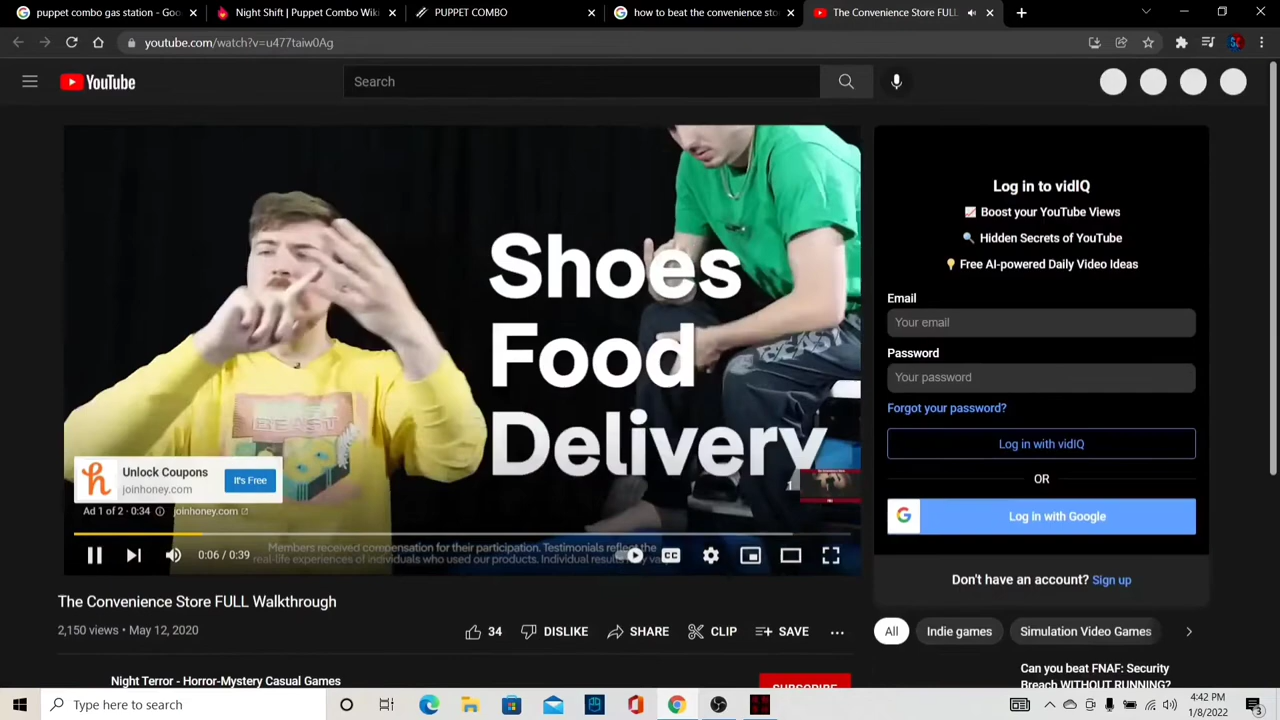 puppet combo gas station - Goo
Night Shift | Puppet Combo Wiki
PUPPET COMBO
how to beat the convenience sto
The Convenience Store FULL
youtube.com/watch?v=u477taiw0Ag
YouTube
Search
Shoes
Food
Delivery
BEAST
Unlock Coupons
joinhoney.com
It's Free
Ad 1 of 2 · 0:34
joinhoney.com
Members received compensation for their participation. Testimonials reflect the
real-life experiences of individuals who used our products. Individual results may vary
0:06 / 0:39
CC
The Convenience Store FULL Walkthrough
2,150 views • May 12, 2020
34
DISLIKE
SHARE
CLIP
SAVE
Night Terror - Horror-Mystery Casual Games
SUBSCRIBE
Log in to vidIQ
Boost your YouTube Views
Hidden Secrets of YouTube
Free AI-powered Daily Video Ideas
Email
Your email
Password
Your password
Forgot your password?
Log in with vidIQ
OR
Log in with Google
Don't have an account? Sign up
All
Indie games
Simulation Video Games
Can you beat FNAF: Security
Breach WITHOUT RUNNING?
Type here to search
4:42 PM
1/8/2022
3